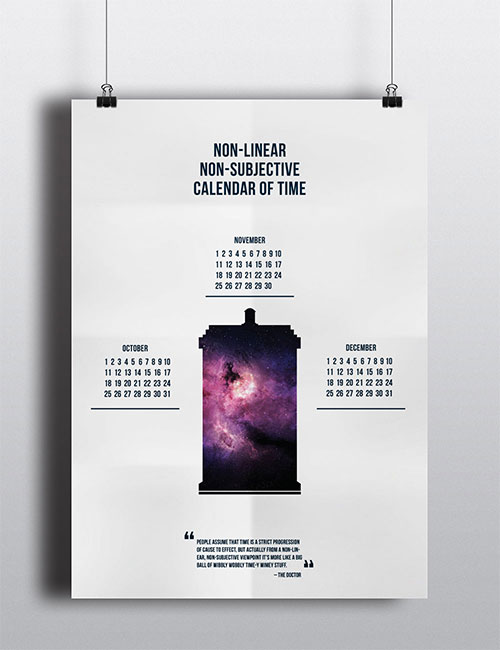 NON-LINEAR
NON-SUBJECTIVE
CALENDAR OF TIME
NOVEMBER
1 2 3 4 5 6 7 8 9 10
11 12 13 14 15 16 17
18 19 20 21 22 23 24
25 26 27 28 29 30
OCTOBER
1 2 3 4 5 6 7 8 9 10
11 12 13 14 15 16 17
18 19 20 21 22 23 24
25 26 27 28 29 30 31
DECEMBER
1 2 3 4 5 6 7 8 9 10
11 12 13 14 15 16 17
18 19 20 21 22 23 24
25 26 27 28 29 30 31
“ PEOPLE ASSUME THAT TIME IS A STRICT PROGRESSION
OF CAUSE TO EFFECT, BUT ACTUALLY FROM A NON-LIN-
EAR, NON-SUBJECTIVE VIEWPOINT IT'S MORE LIKE A BIG
BALL OF WIBBLY WOBBLY TIME-Y WIMEY STUFF. ”
– THE DOCTOR